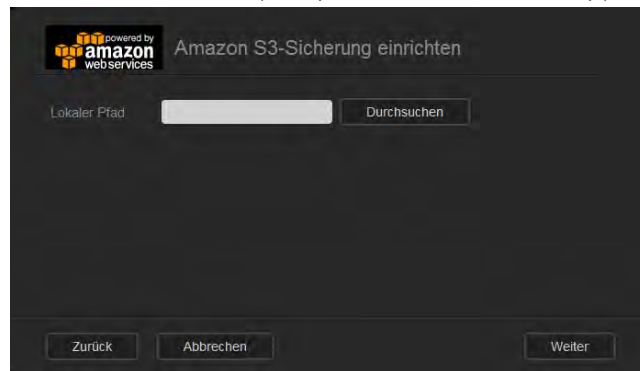 powered by
amazon
webservices
Amazon S3-Sicherung einrichten
Lokaler Pfad
Durchsuchen
Zurück
Abbrechen
Weiter